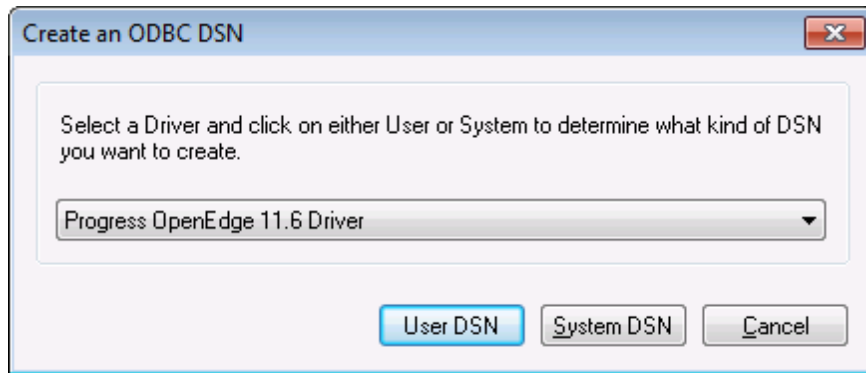 Create an ODBC DSN
Select a Driver and click on either User or System to determine what kind of DSN
you want to create.
Progress OpenEdge 11.6 Driver
User DSN System DSN Cancel